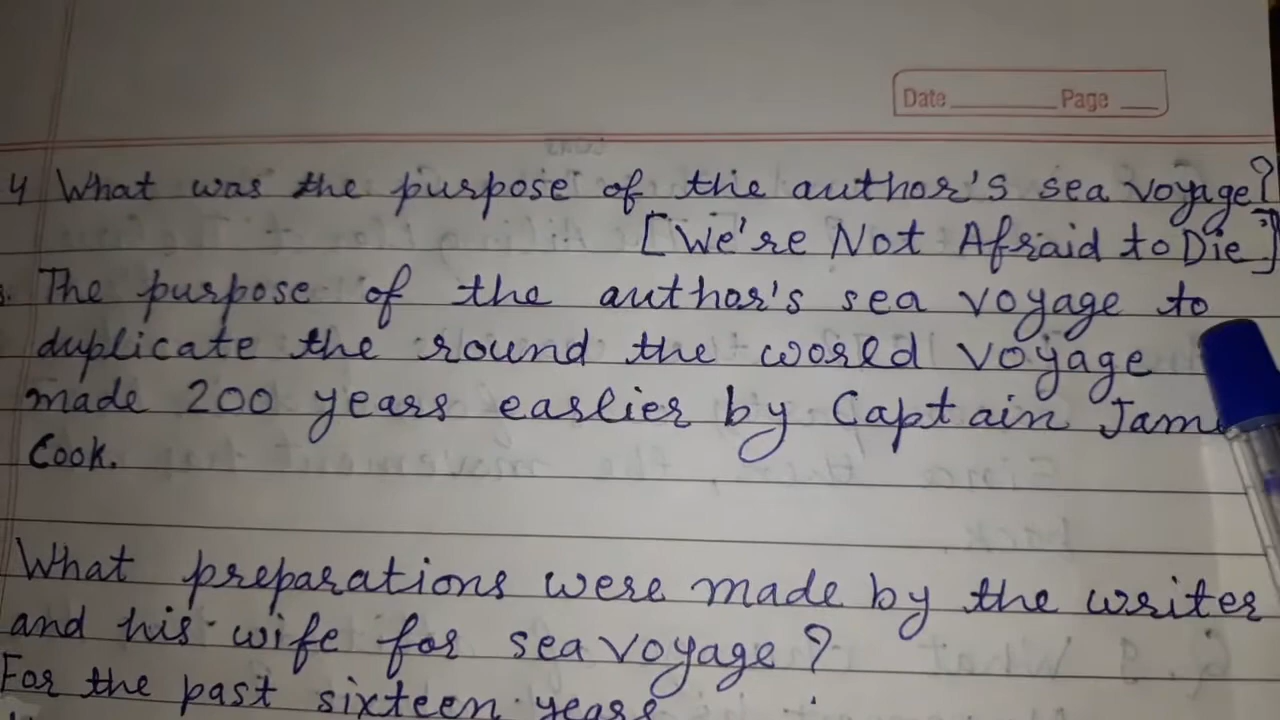 Date Page
4 What was the purpose of the author's sea voyage?
[We're Not Afraid to Die]
The purpose of the author's sea voyage to
duplicate the round the world voyage
made 200 years earlier by Captain Jam
Cook.
What preparations were made by the writer
and his wife for sea voyage?
For the past sixteen years